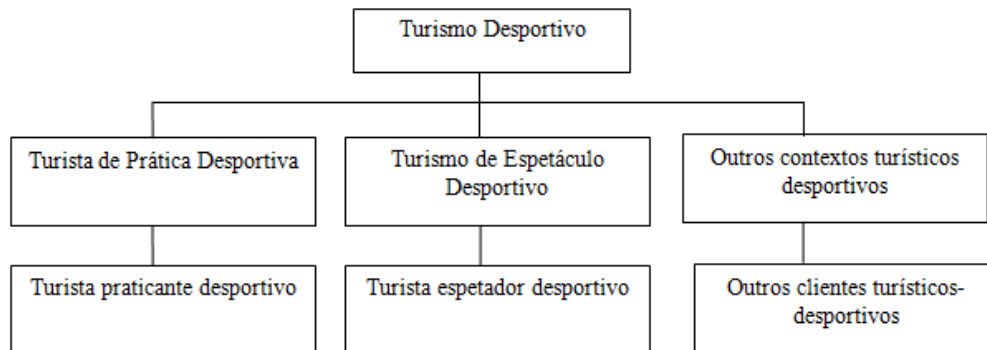 Turismo Desportivo
Turista de Prática Desportiva
Turismo de Espetáculo
Desportivo
Outros contextos turísticos
desportivos
Turista praticante desportivo
Turista espetador desportivo
Outros clientes turísticos-
desportivos